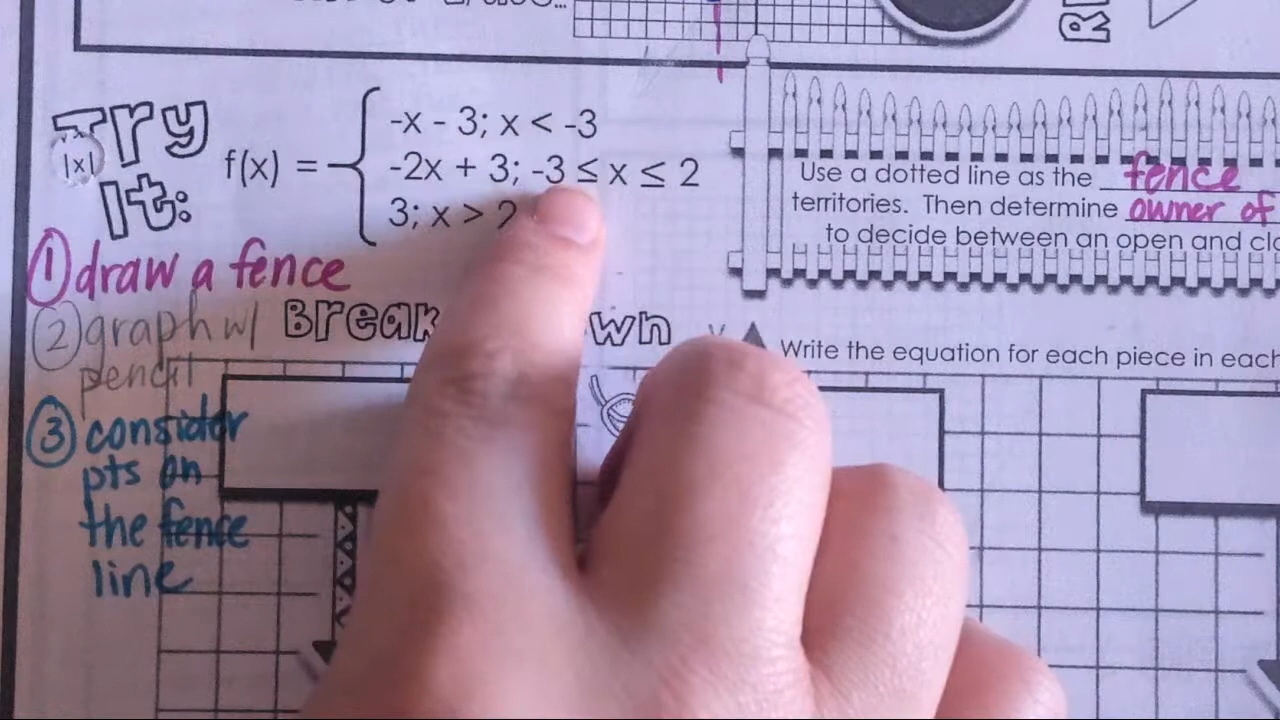 Try
It:
|x|
f(x) =
-x - 3; x < -3
-2x + 3; -3 ≤ x ≤ 2
3; x > 2
Use a dotted line as the fence
territories. Then determine owner of
to decide between an open and clo
① draw a fence
② graph w/
pencil
③ consider
pts on
the fence
line
Break wn
Write the equation for each piece in each